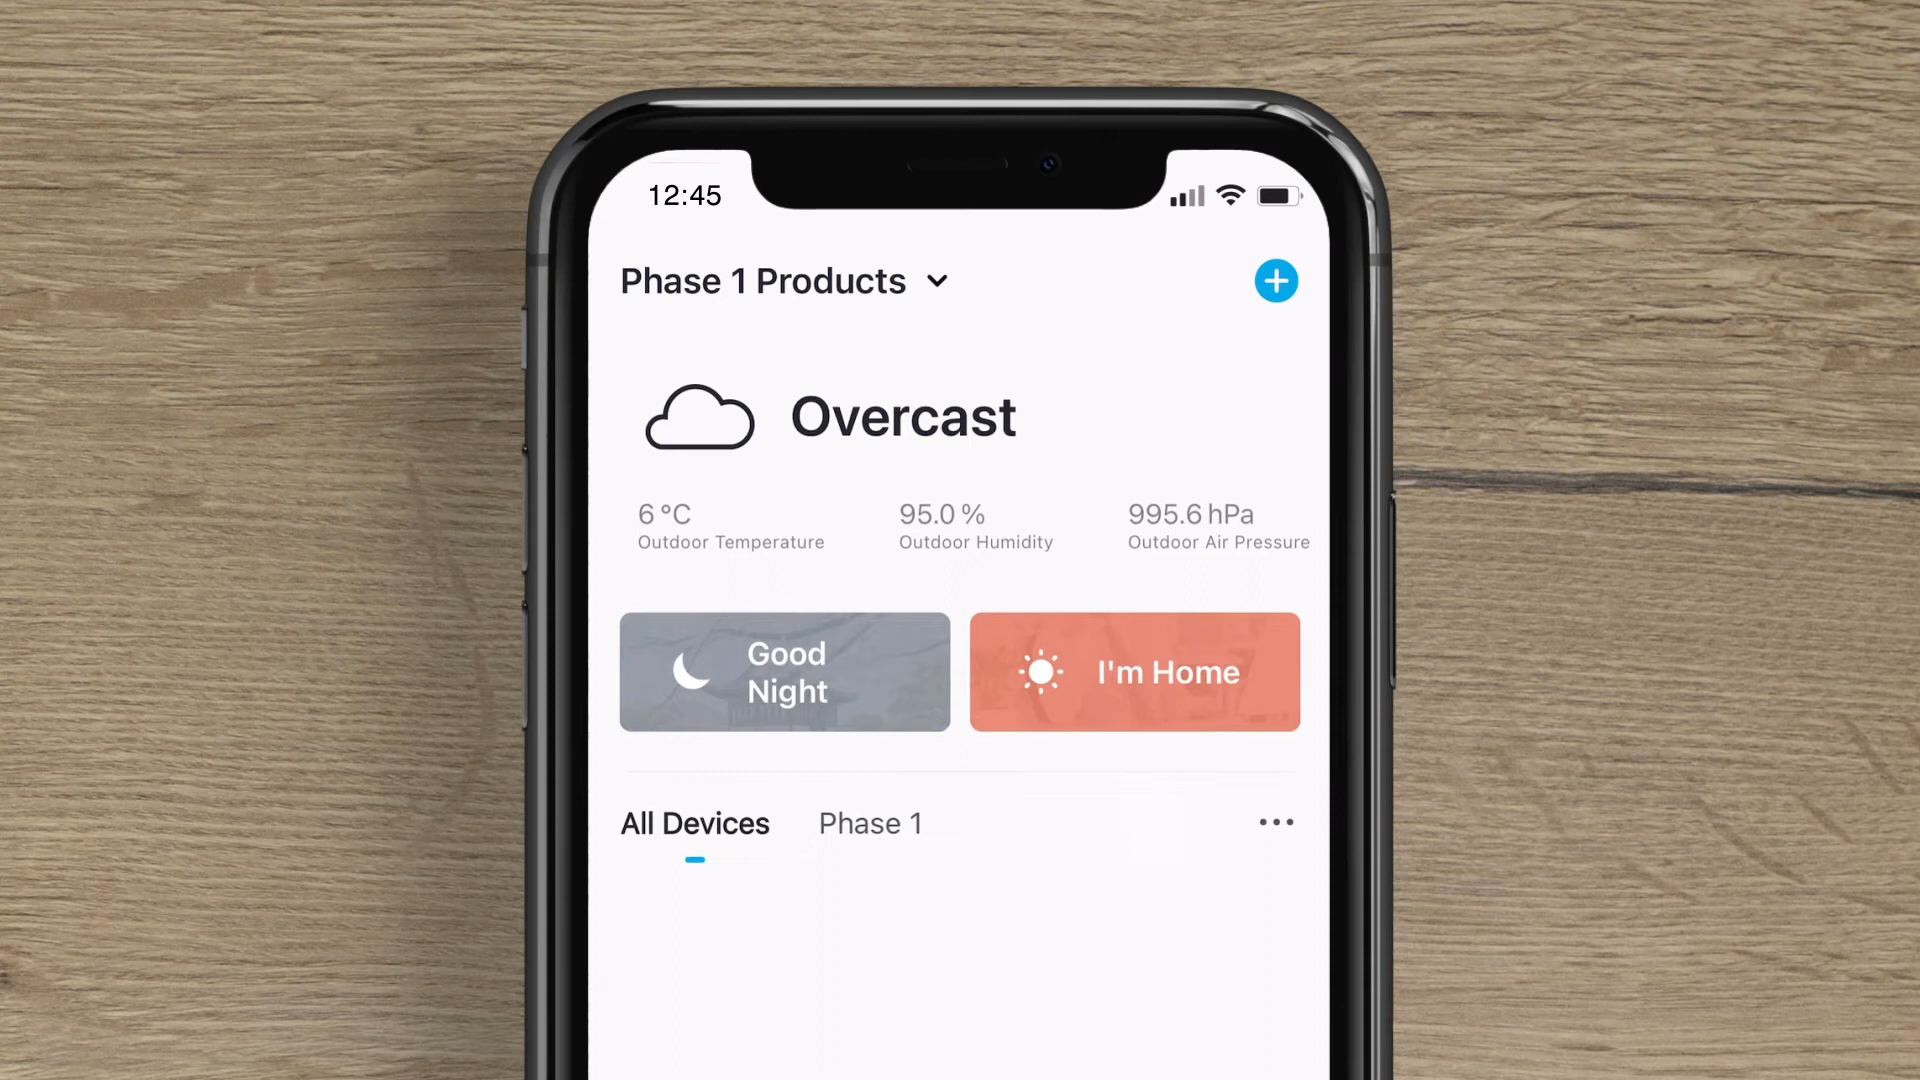 12:45
Phase 1 Products
Overcast
6 °C
95.0 %
995.6 hPa
Outdoor Temperature
Outdoor Humidity
Outdoor Air Pressure
Good
Night
I'm Home
All Devices
Phase 1